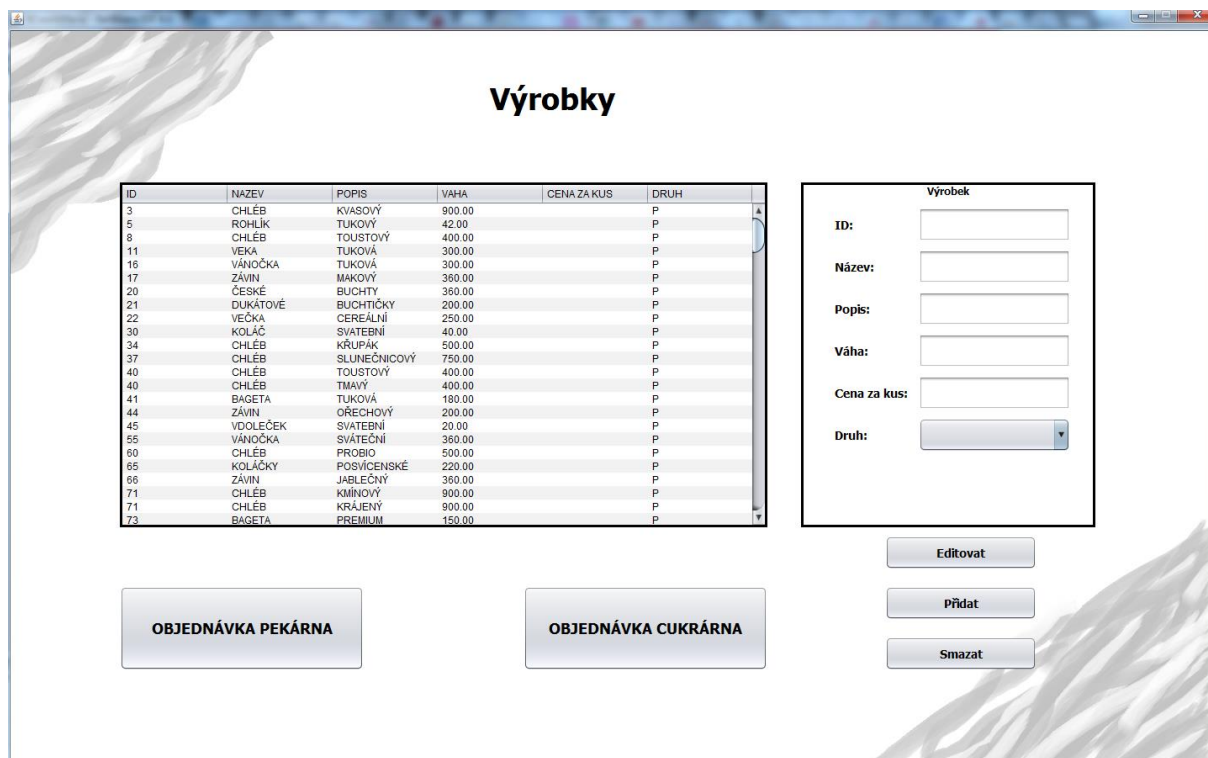 Výrobky
ID NAZEV POPIS VAHA CENA ZA KUS DRUH
3 CHLÉB KVASOVÝ 900.00 P
5 ROHLÍK TUKOVÝ 42.00 P
8 CHLÉB TOUSTOVÝ 400.00 P
11 VEKA TUKOVÁ 300.00 P
16 VÁNOČKA TUKOVÁ 300.00 P
17 ZÁVIN MAKOVÝ 360.00 P
20 ČESKÉ BUCHTY 360.00 P
21 DUKÁTOVÉ BUCHTIČKY 200.00 P
22 VEČKA CEREÁLNÍ 250.00 P
30 KOLÁČ SVATEBNÍ 40.00 P
34 CHLÉB KŘUPÁK 500.00 P
37 CHLÉB SLUNEČNICOVÝ 750.00 P
40 CHLÉB TOUSTOVÝ 400.00 P
40 CHLÉB TMAVÝ 400.00 P
41 BAGETA TUKOVÁ 180.00 P
44 ZÁVIN OŘECHOVÝ 200.00 P
45 VDOLEČEK SVATEBNÍ 20.00 P
55 VÁNOČKA SVÁTEČNÍ 360.00 P
60 CHLÉB PROBIO 500.00 P
65 KOLÁČKY POSVÍCENSKÉ 220.00 P
66 ZÁVIN JABLEČNÝ 360.00 P
71 CHLÉB KMÍNOVÝ 900.00 P
71 CHLÉB KRÁJENÝ 900.00 P
73 BAGETA PREMIUM 150.00 P
Výrobek
ID:
Název:
Popis:
Váha:
Cena za kus:
Druh:
Editovat
Přidat
Smazat
OBJEDNÁVKA PEKÁRNA
OBJEDNÁVKA CUKRÁRNA